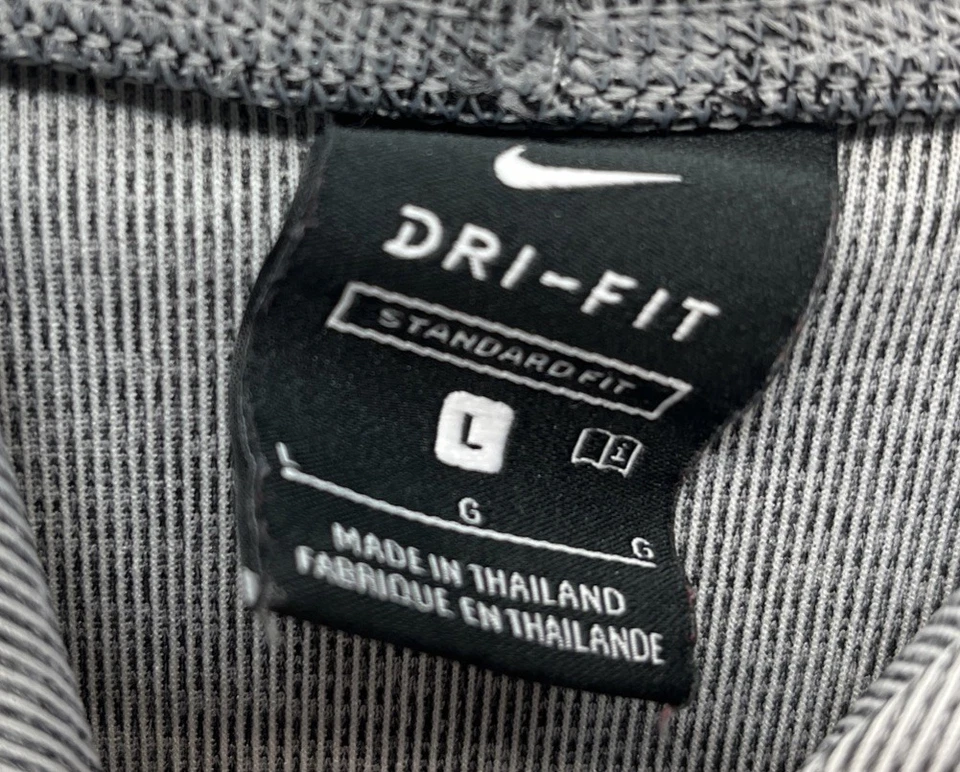 DRI-FIT
STANDARD FIT
L
i
L G G
MADE IN THAILAND
FABRIQUE EN THAILANDE